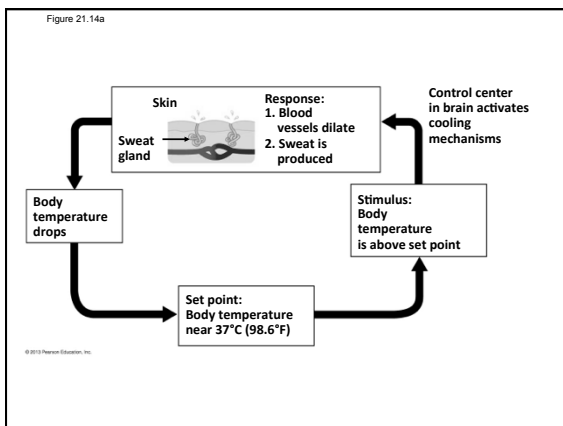 Figure 21.14a
Skin
Sweat
gland
Response:
1. Blood
vessels dilate
2. Sweat is
produced
Control center
in brain activates
cooling
mechanisms
Body
temperature
drops
Stimulus:
Body
temperature
is above set point
Set point:
Body temperature
near 37°C (98.6°F)
© 2013 Pearson Education, Inc.